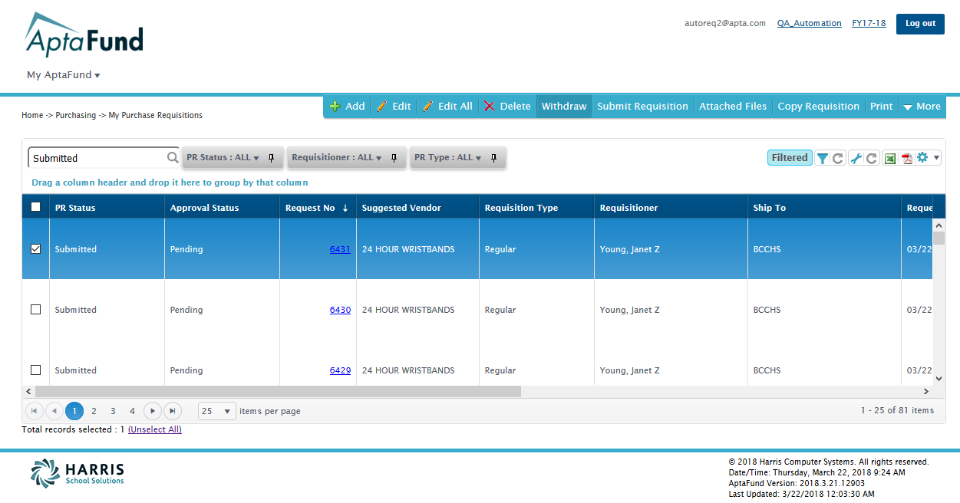 autoreq2@apta.com QA_Automation FY17-18 Log out
AptaFund
My AptaFund
Home -> Purchasing -> My Purchase Requisitions
Add Edit Edit All Delete Withdraw Submit Requisition Attached Files Copy Requisition Print More
Submitted PR Status : ALL Requisitioner : ALL PR Type : ALL Filtered
Drag a column header and drop it here to group by that column
PR Status Approval Status Request No ↓ Suggested Vendor Requisition Type Requisitioner Ship To Reque
Submitted Pending 6431 24 HOUR WRISTBANDS Regular Young, Janet Z BCCHS 03/22
Submitted Pending 6430 24 HOUR WRISTBANDS Regular Young, Janet Z BCCHS 03/22
Submitted Pending 6429 24 HOUR WRISTBANDS Regular Young, Janet Z BCCHS 03/22
1 2 3 4 25 items per page 1 - 25 of 81 items
Total records selected : 1 (Unselect All)
HARRIS
School Solutions
© 2018 Harris Computer Systems. All rights reserved.
Date/Time: Thursday, March 22, 2018 9:24 AM
AptaFund Version: 2018.3.21.12903
Last Updated: 3/22/2018 12:03:30 AM